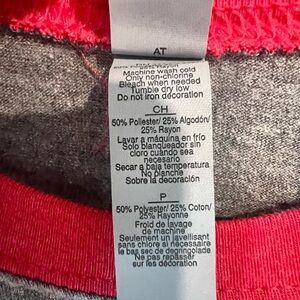 AT
Machine wash cold
Only non-chlorine
Bleach when needed
Tumble dry low
Do not iron decoration
CH
50% Poliester/ 25% Algodón/
25% Rayon
Lavar a máquina en frío
Solo blanqueador sin
cloro cuando sea
necesario
Secar a baja temperatura
No planche
Sobre la decoración
P
50% Polyester/ 25% Coton/
25% Rayonne
Froid de lavage
de machine
Seulement un javellisant
sans chlore si nécessaire
le bas sec de degringolade
Ne pas repasser
sur les décoration